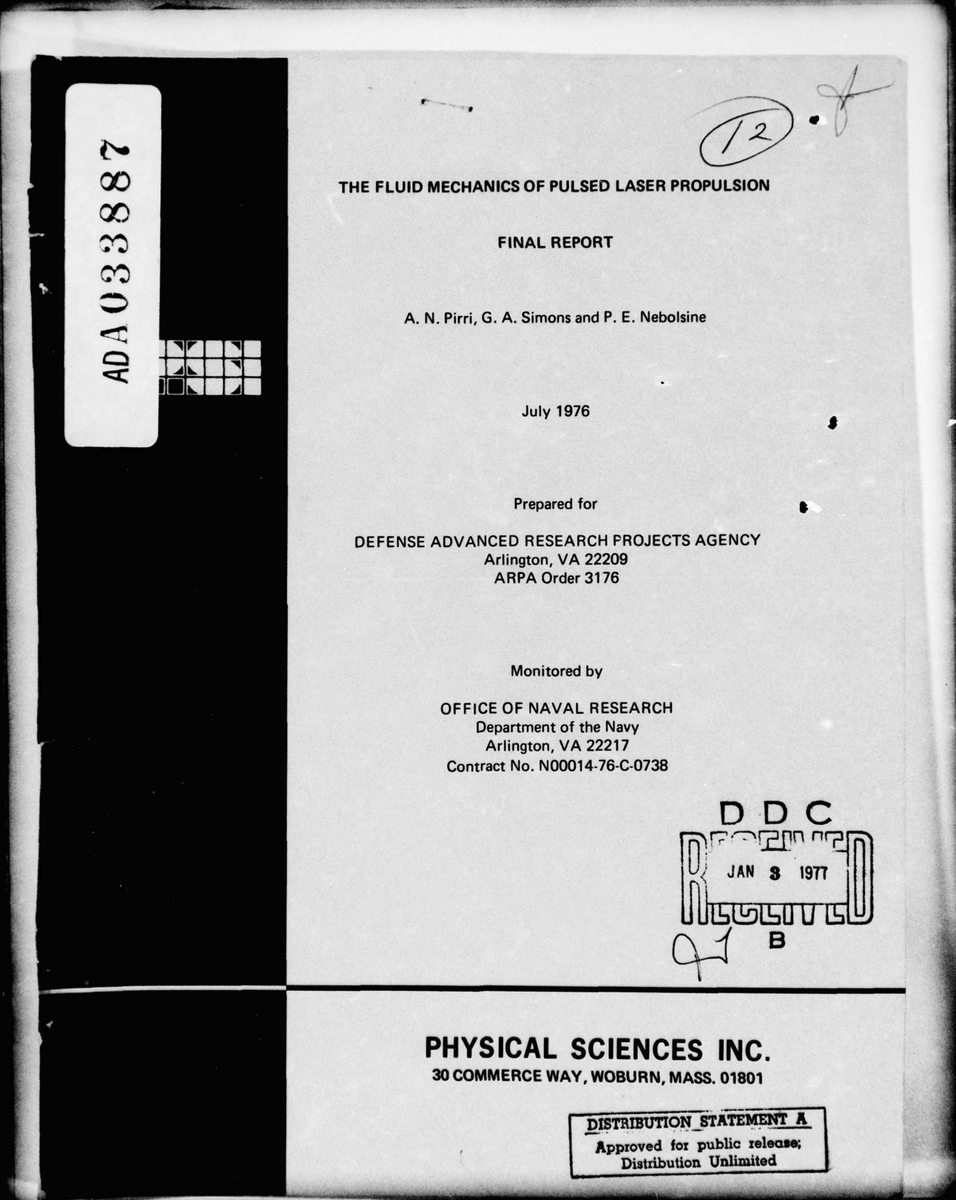 ADA033887
12
THE FLUID MECHANICS OF PULSED LASER PROPULSION
FINAL REPORT
A. N. Pirri, G. A. Simons and P. E. Nebolsine
July 1976
Prepared for
DEFENSE ADVANCED RESEARCH PROJECTS AGENCY
Arlington, VA 22209
ARPA Order 3176
Monitored by
OFFICE OF NAVAL RESEARCH
Department of the Navy
Arlington, VA 22217
Contract No. N00014-76-C-0738
D D C
RECEIVED
JAN 3 1977
RECEIVED
B
PHYSICAL SCIENCES INC.
30 COMMERCE WAY, WOBURN, MASS. 01801
DISTRIBUTION STATEMENT A
Approved for public release;
Distribution Unlimited